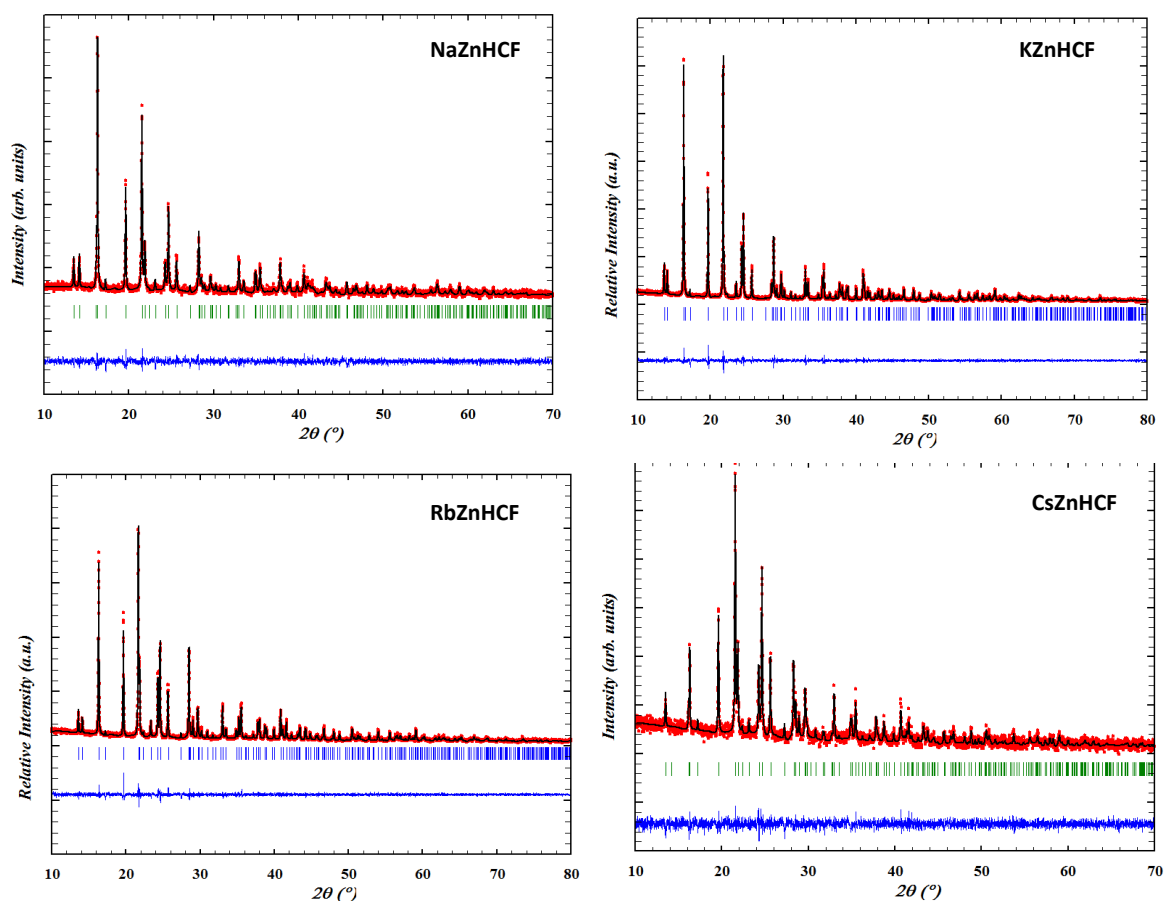 NaZnHCF
Intensity (arb. units)
10 20 30 40 50 60 70
2θ (°)
KZnHCF
Relative Intensity (a.u.)
10 20 30 40 50 60 70 80
2θ (°)
RbZnHCF
Relative Intensity (a.u.)
10 20 30 40 50 60 70 80
2θ (°)
CsZnHCF
Intensity (arb. units)
10 20 30 40 50 60 70
2θ (°)